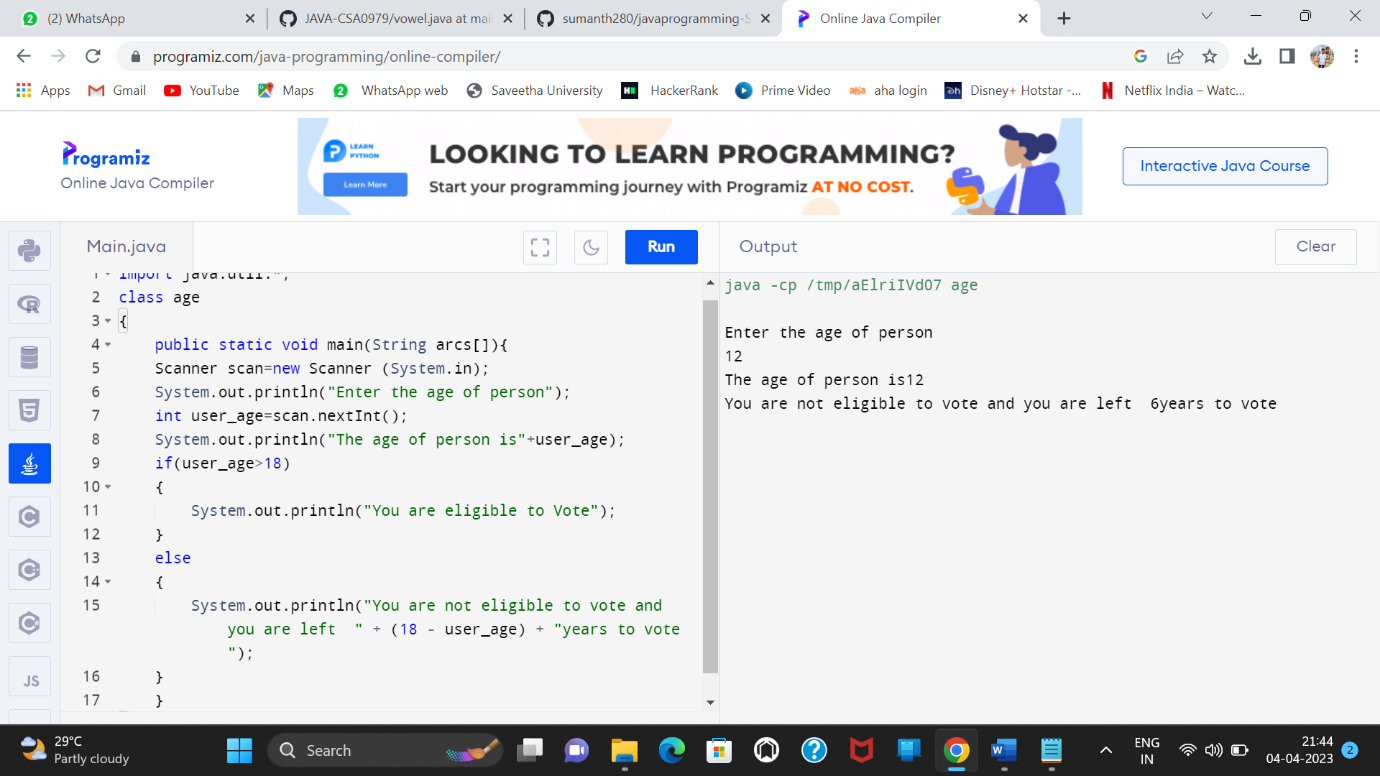 (2) WhatsApp
JAVA-CSA0979/vowel.java at mai
sumanth280/javaprogramming-S
Online Java Compiler
programiz.com/java-programming/online-compiler/
Apps
Gmail
YouTube
Maps
2
WhatsApp web
Saveetha University
HackerRank
Prime Video
aha
aha login
Disney+ Hotstar -...
Netflix India – Watc...
Programiz
Online Java Compiler
LEARN
PYTHON
Learn More
LOOKING TO LEARN PROGRAMMING?
Start your programming journey with Programiz AT NO COST.
Interactive Java Course
Main.java
Run
Output
Clear
1 import java.util.*;
2 class age
3 {
4 public static void main(String arcs[]){
5 Scanner scan=new Scanner (System.in);
6 System.out.println("Enter the age of person");
7 int user_age=scan.nextInt();
8 System.out.println("The age of person is"+user_age);
9 if(user_age>18)
10 {
11 System.out.println("You are eligible to Vote");
12 }
13 else
14 {
15 System.out.println("You are not eligible to vote and
you are left  " + (18 - user_age) + "years to vote
");
16 }
17 }
java -cp /tmp/aElriIVdO7 age
Enter the age of person
12
The age of person is12
You are not eligible to vote and you are left  6years to vote
JS
29°C
Partly cloudy
Search
ENG
IN
21:44
04-04-2023
2